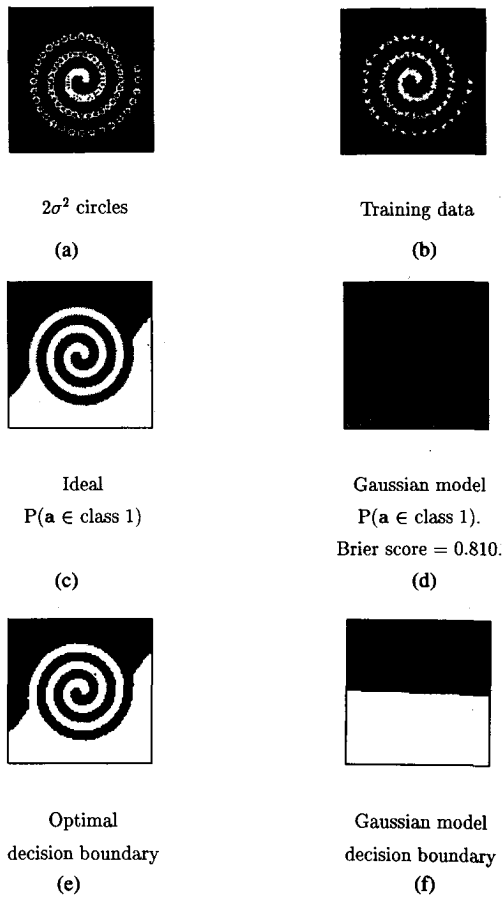 2σ² circles
Training data
(a)
(b)
Ideal
P(a ∈ class 1)
Gaussian model
P(a ∈ class 1).
Brier score = 0.810.
(c)
(d)
Optimal
decision boundary
Gaussian model
decision boundary
(e)
(f)